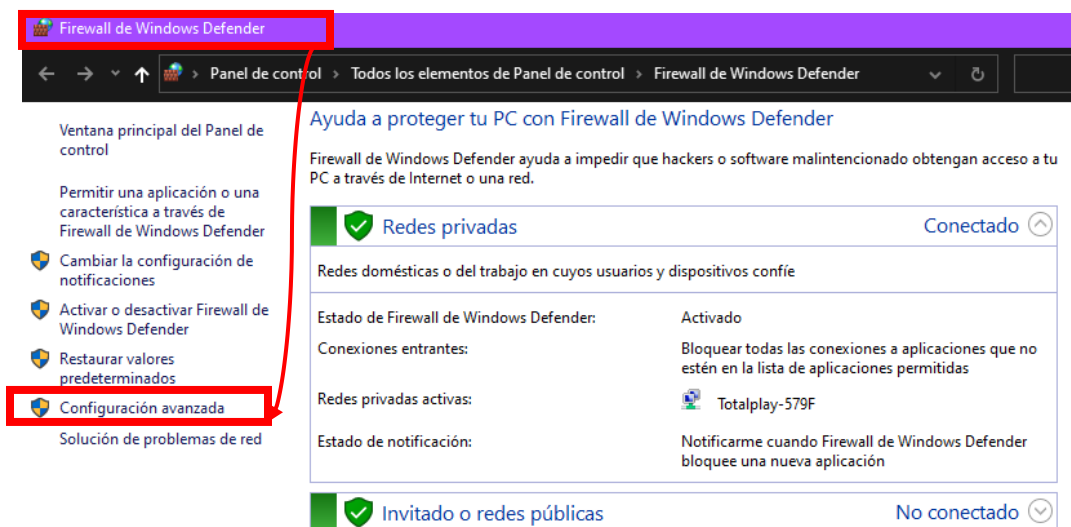 Firewall de Windows Defender
Panel de control > Todos los elementos de Panel de control > Firewall de Windows Defender
Ventana principal del Panel de
control
Permitir una aplicación o una
característica a través de
Firewall de Windows Defender
Cambiar la configuración de
notificaciones
Activar o desactivar Firewall de
Windows Defender
Restaurar valores
predeterminados
Configuración avanzada
Solución de problemas de red
Ayuda a proteger tu PC con Firewall de Windows Defender
Firewall de Windows Defender ayuda a impedir que hackers o software malintencionado obtengan acceso a tu
PC a través de Internet o una red.
Redes privadas Conectado
Redes domésticas o del trabajo en cuyos usuarios y dispositivos confíe
Estado de Firewall de Windows Defender: Activado
Conexiones entrantes: Bloquear todas las conexiones a aplicaciones que no
estén en la lista de aplicaciones permitidas
Redes privadas activas: Totalplay-579F
Estado de notificación: Notificarme cuando Firewall de Windows Defender
bloquee una nueva aplicación
Invitado o redes públicas No conectado